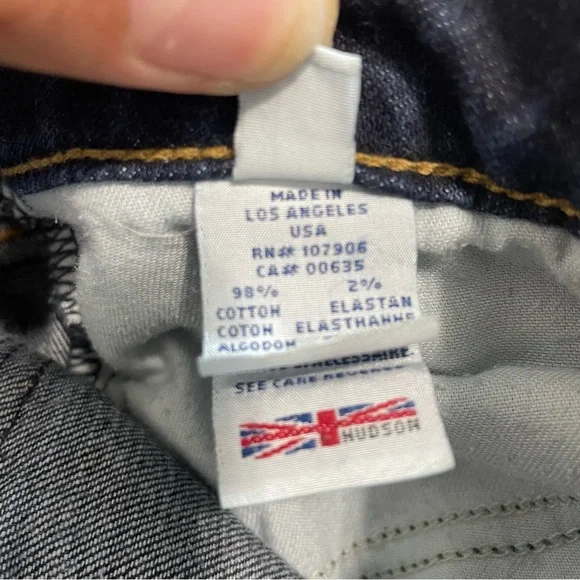 MADE IN
LOS ANGELES
USA
RN# 107906
CA# 00635
98% 2%
COTTON ELASTAN
COTON ELASTHANNE
ALGODON
SEE CARE REVERSE
HUDSON